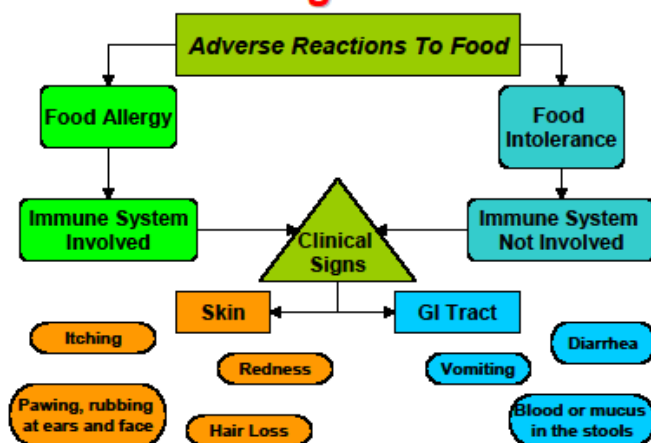 Adverse Reactions To Food
Food Allergy
Food
Intolerance
Immune System
Involved
Immune System
Not Involved
Clinical
Signs
Skin
GI Tract
Itching
Redness
Vomiting
Diarrhea
Pawing, rubbing
at ears and face
Hair Loss
Blood or mucus
in the stools